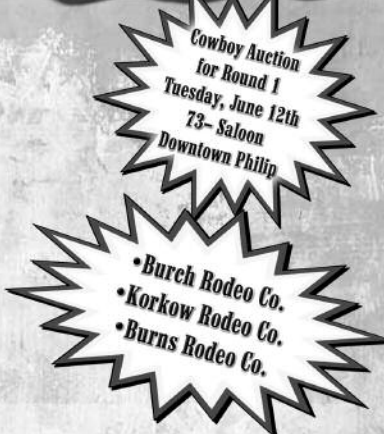 Cowboy Auction
for Round 1
Tuesday, June 12th
73– Saloon
Downtown Philip
•Burch Rodeo Co.
•Korkow Rodeo Co.
•Burns Rodeo Co.